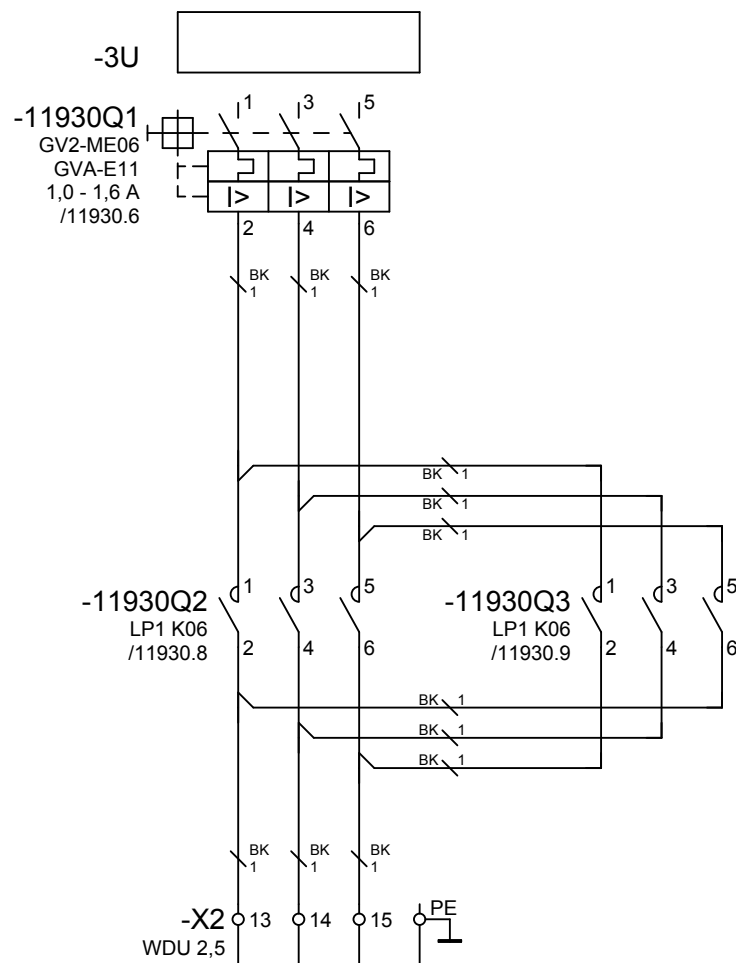 -3U
1 3 5
-11930Q1
GV2-ME06
GVA-E11
1,0 - 1,6 A
/11930.6
I> I> I>
2 4 6
BK BK BK
1 1 1
BK 1
BK 1
BK 1
1 3 5 1 3 5
-11930Q2 -11930Q3
LP1 K06 LP1 K06
/11930.8 /11930.9
2 4 6 2 4 6
BK 1
BK 1
BK 1
BK BK BK
1 1 1
-X2 13 14 15 PE
WDU 2,5